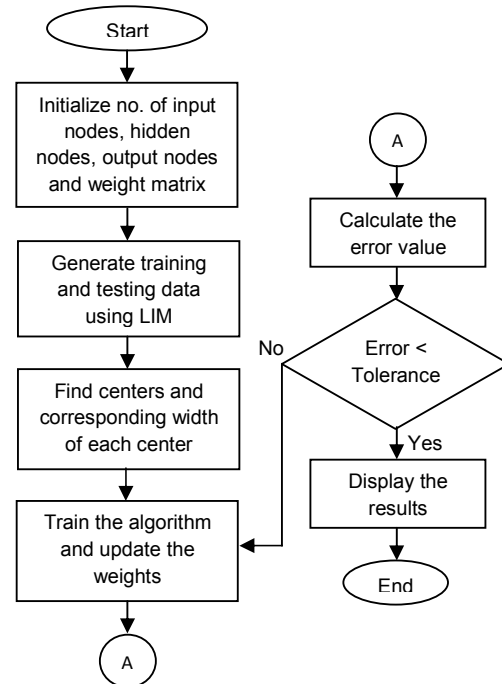 Start
Initialize no. of input
nodes, hidden
nodes, output nodes
and weight matrix
Generate training
and testing data
using LIM
Find centers and
corresponding width
of each center
Train the algorithm
and update the
weights
A
A
Calculate the
error value
Error <
Tolerance
No
Yes
Display the
results
End